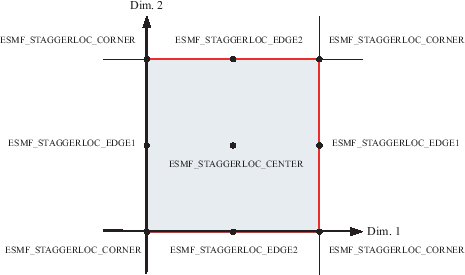 Dim. 2
ESMF_STAGGERLOC_CORNER ESMF_STAGGERLOC_EDGE2 ESMF_STAGGERLOC_CORNER
ESMF_STAGGERLOC_EDGE1 ESMF_STAGGERLOC_EDGE1
ESMF_STAGGERLOC_CENTER
Dim. 1
ESMF_STAGGERLOC_CORNER ESMF_STAGGERLOC_EDGE2 ESMF_STAGGERLOC_CORNER